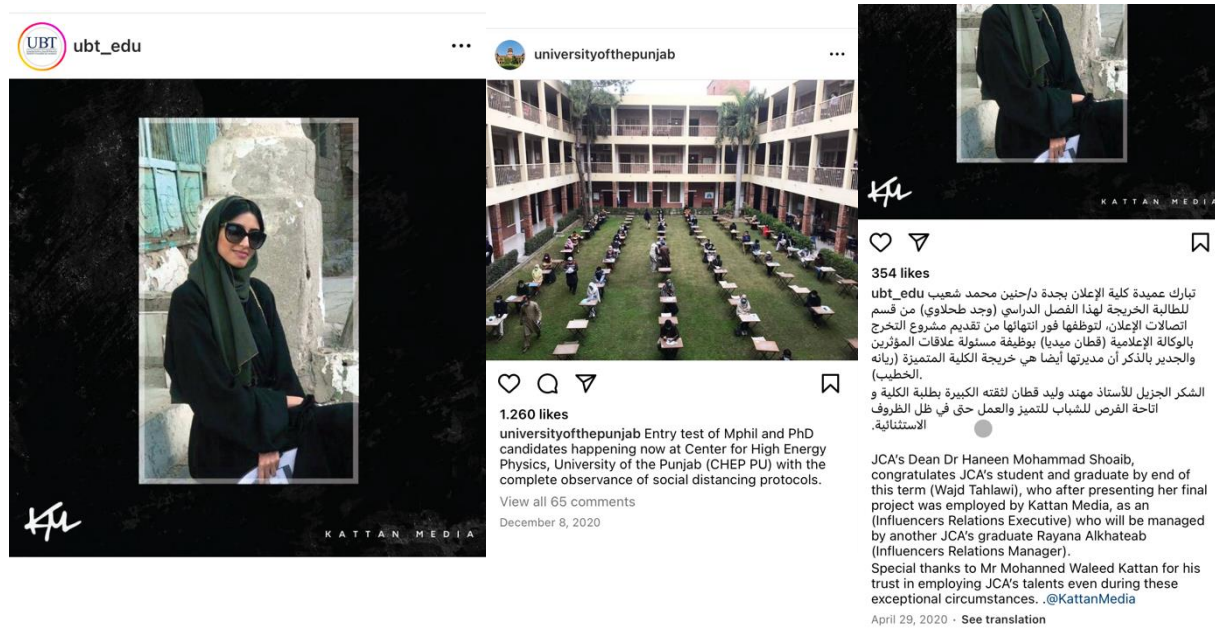 UBT
ubt_edu
KM
KATTAN MEDIA
universityofthepunjab
1.260 likes
universityofthepunjab Entry test of Mphil and PhD
candidates happening now at Center for High Energy
Physics, University of the Punjab (CHEP PU) with the
complete observance of social distancing protocols.
View all 65 comments
December 8, 2020
KM
KATTAN MEDIA
354 likes
ubt_edu تبارك عميدة كلية الإعلان بجدة د/حنين محمد شعيب
للطالبة الخريجة لهذا الفصل الدراسي (وجد طحلاوي) من قسم
اتصالات الإعلان، لتوظفها فور انتهائها من تقديم مشروع التخرج
بالوكالة الإعلامية (قطان ميديا) بوظيفة مسئولة علاقات المؤثرين
والجدير بالذكر أن مديرتها أيضا هي خريجة الكلية المتميزة (ريانه
الخطيب).
الشكر الجزيل للأستاذ مهند وليد قطان لثقته الكبيرة بطلبة الكلية و
اتاحة الفرص للشباب للتميز والعمل حتى في ظل الظروف
الاستثنائية.
JCA's Dean Dr Haneen Mohammad Shoaib,
congratulates JCA's student and graduate by end of
this term (Wajd Tahlawi), who after presenting her final
project was employed by Kattan Media, as an
(Influencers Relations Executive) who will be managed
by another JCA's graduate Rayana Alkhateab
(Influencers Relations Manager).
Special thanks to Mr Mohanned Waleed Kattan for his
trust in employing JCA's talents even during these
exceptional circumstances. .@KattanMedia
April 29, 2020 · See translation